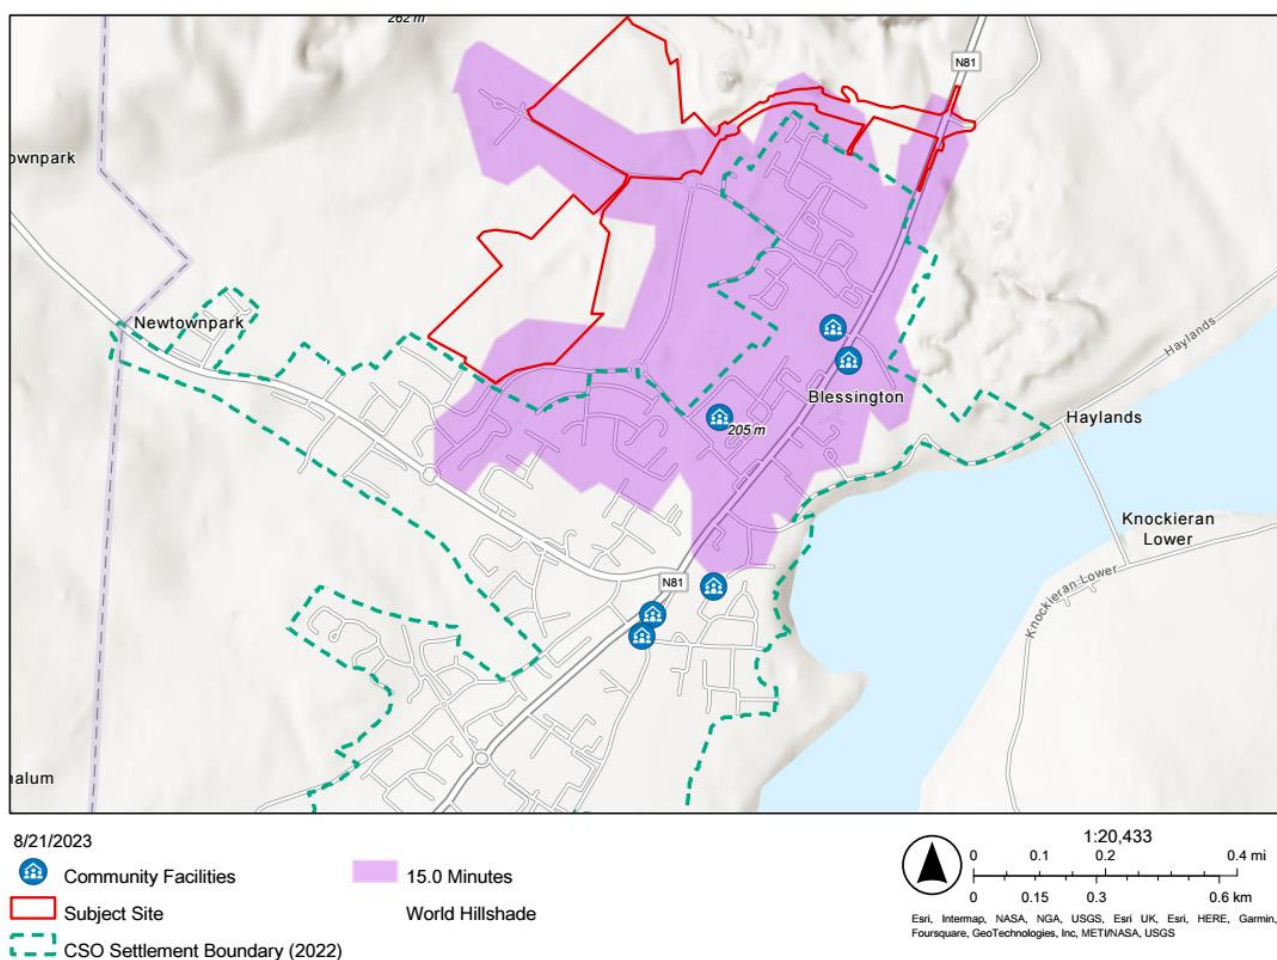 262 m
N81
ownpark
Newtownpark
Haylands
Blessington
Haylands
205 m
Knockieran
Lower
N81
Knockieran Lower
alum
8/21/2023
Community Facilities
15.0 Minutes
Subject Site
World Hillshade
CSO Settlement Boundary (2022)
1:20,433
0 0.1 0.2 0.4 mi
0 0.15 0.3 0.6 km
Esri, Intermap, NASA, NGA, USGS, Esri UK, Esri, HERE, Garmin,
Foursquare, GeoTechnologies, Inc, METI/NASA, USGS